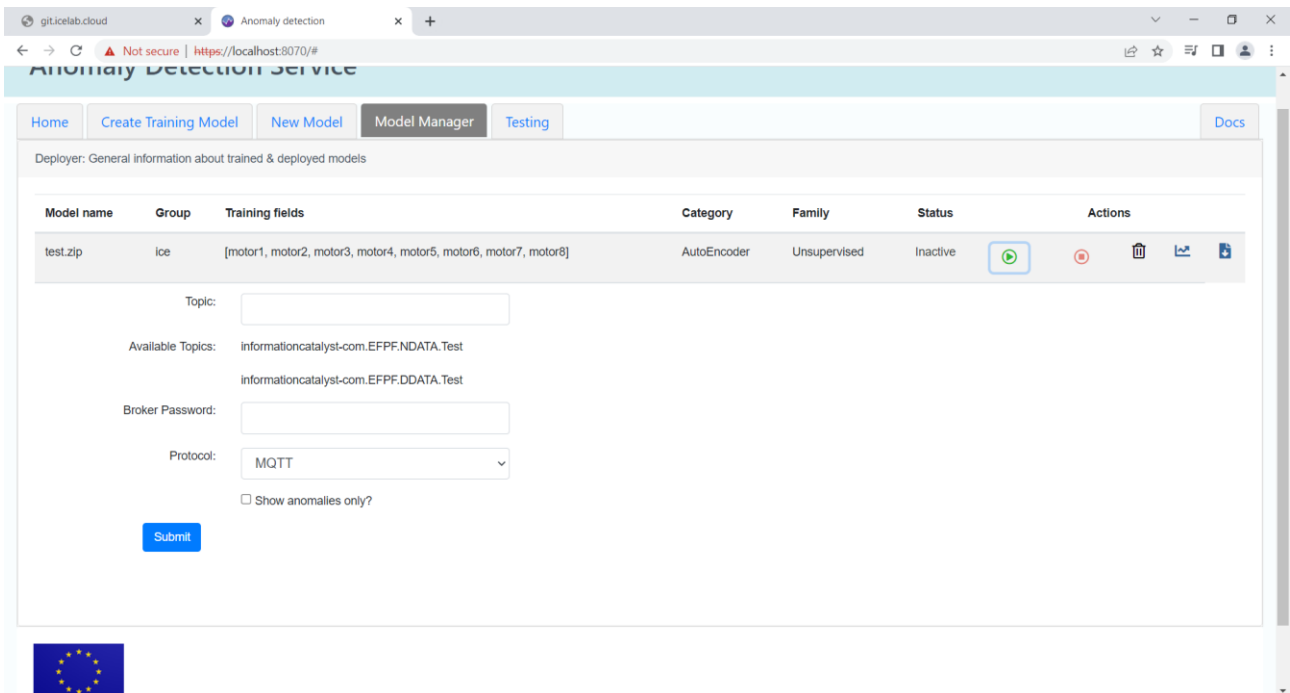 git.icelab.cloud
Anomaly detection
Not secure | https://localhost:8070/#
Anomaly Detection Service
Home Create Training Model New Model Model Manager Testing Docs
Deployer: General information about trained & deployed models
Model name Group Training fields Category Family Status Actions
test.zip ice [motor1, motor2, motor3, motor4, motor5, motor6, motor7, motor8] AutoEncoder Unsupervised Inactive
Topic:
Available Topics: informationcatalyst-com.EFPF.NDATA.Test
informationcatalyst-com.EFPF.DDATA.Test
Broker Password:
Protocol: MQTT
Show anomalies only?
Submit